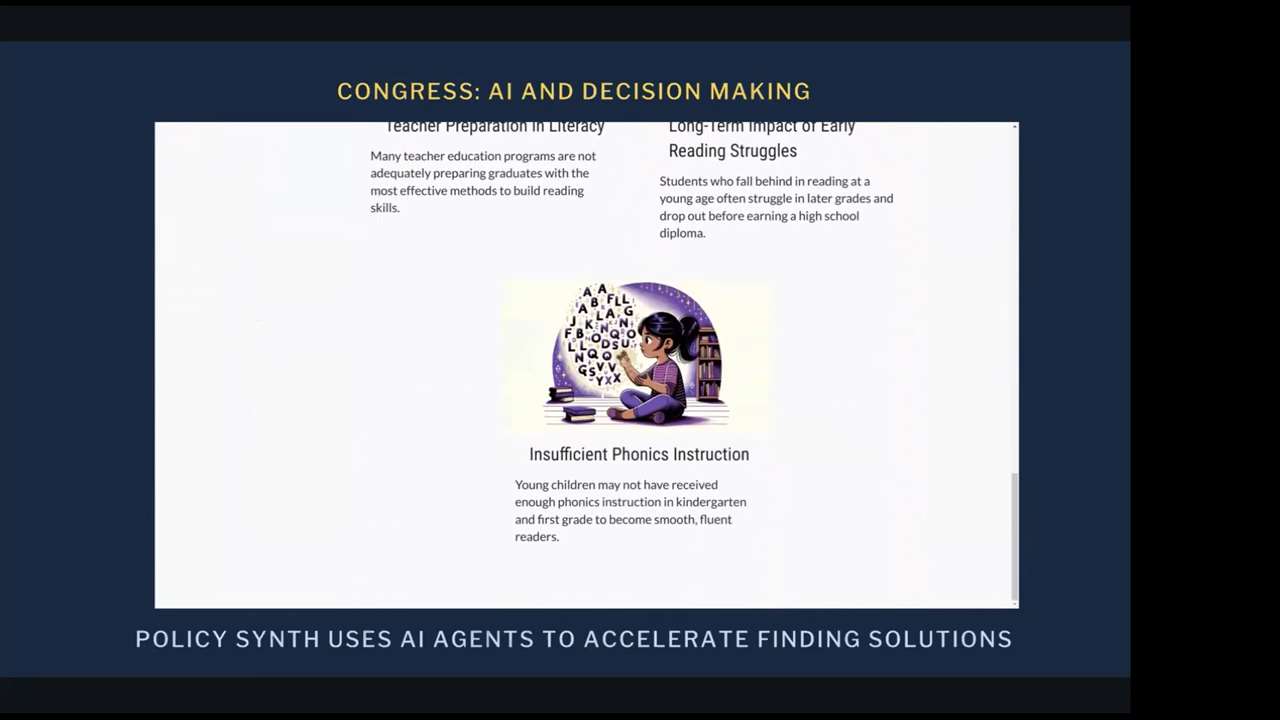 CONGRESS: AI AND DECISION MAKING
Teacher Preparation in Literacy
Many teacher education programs are not
adequately preparing graduates with the
most effective methods to build reading
skills.
Long-Term Impact of Early
Reading Struggles
Students who fall behind in reading at a
young age often struggle in later grades and
drop out before earning a high school
diploma.
Insufficient Phonics Instruction
Young children may not have received
enough phonics instruction in kindergarten
and first grade to become smooth, fluent
readers.
POLICY SYNTH USES AI AGENTS TO ACCELERATE FINDING SOLUTIONS